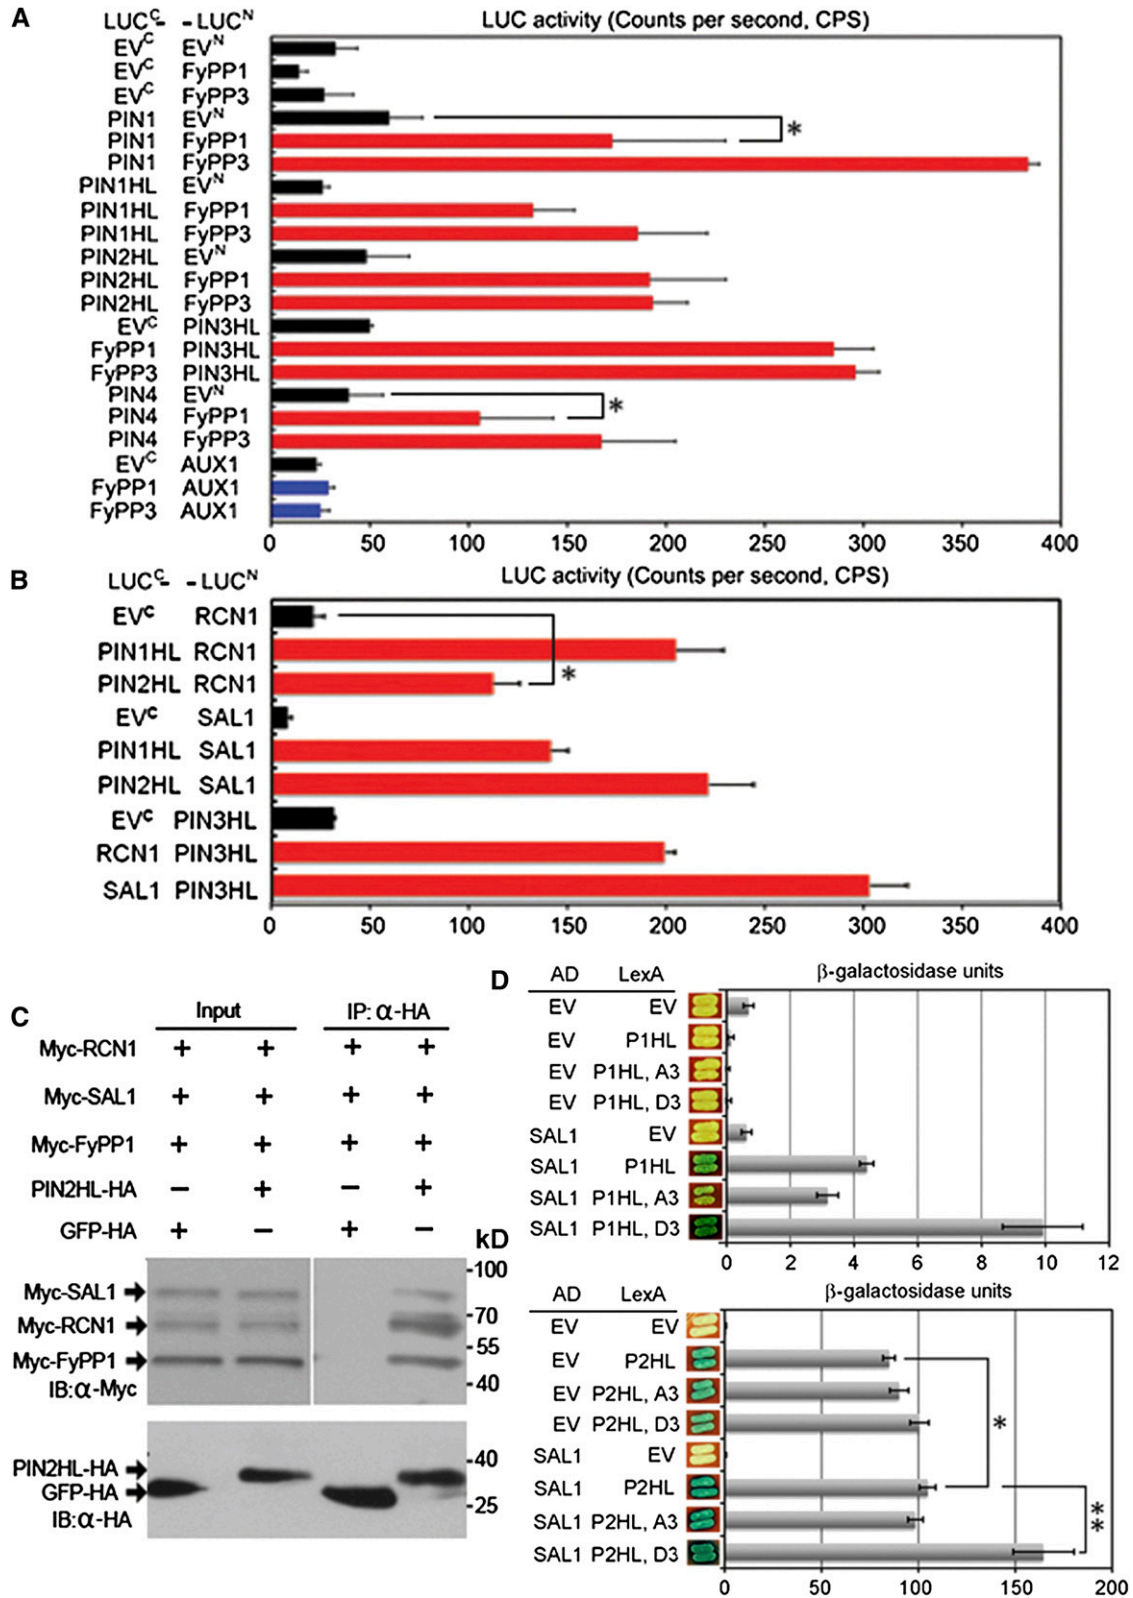 A
LUC^C- -LUC^N LUC activity (Counts per second, CPS)
EV^C EV^N
EV^C FyPP1
EV^C FyPP3
PIN1 EV^N
PIN1 FyPP1 *
PIN1 FyPP3
PIN1HL EV^N
PIN1HL FyPP1
PIN1HL FyPP3
PIN2HL EV^N
PIN2HL FyPP1
PIN2HL FyPP3
EV^C PIN3HL
FyPP1 PIN3HL
FyPP3 PIN3HL
PIN4 EV^N
PIN4 FyPP1 *
PIN4 FyPP3
EV^C AUX1
FyPP1 AUX1
FyPP3 AUX1
0 50 100 150 200 250 300 350 400
B
LUC^C- -LUC^N LUC activity (Counts per second, CPS)
EV^C RCN1
PIN1HL RCN1
PIN2HL RCN1 *
EV^C SAL1
PIN1HL SAL1
PIN2HL SAL1
EV^C PIN3HL
RCN1 PIN3HL
SAL1 PIN3HL
0 50 100 150 200 250 300 350 400
C
Input IP: α-HA
Myc-RCN1 + + + +
Myc-SAL1 + + + +
Myc-FyPP1 + + + +
PIN2HL-HA − + − +
GFP-HA + − + −
kD
Myc-SAL1
Myc-RCN1
Myc-FyPP1
IB:α-Myc
100
70
55
40
PIN2HL-HA
GFP-HA
IB:α-HA
40
25
D
AD LexA β-galactosidase units
EV EV
EV P1HL
EV P1HL, A3
EV P1HL, D3
SAL1 EV
SAL1 P1HL
SAL1 P1HL, A3
SAL1 P1HL, D3
0 2 4 6 8 10 12
AD LexA β-galactosidase units
EV EV
EV P2HL
EV P2HL, A3
EV P2HL, D3 *
SAL1 EV
SAL1 P2HL
SAL1 P2HL, A3 **
SAL1 P2HL, D3
0 50 100 150 200